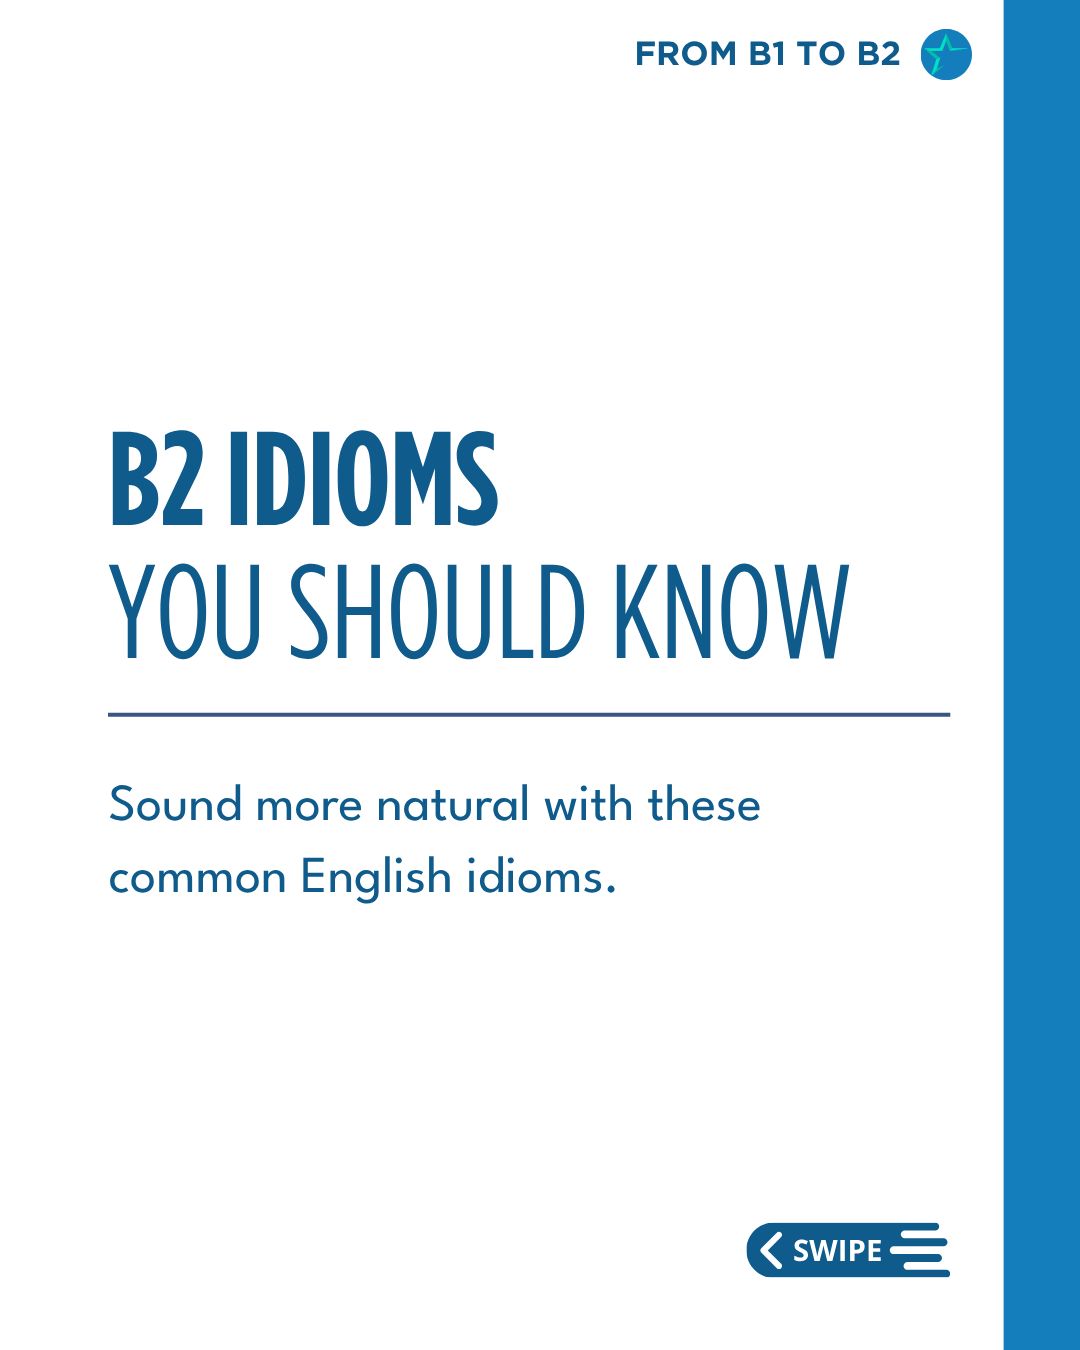 FROM B1 TO B2
B2 IDIOMS
YOU SHOULD KNOW
Sound more natural with these
common English idioms.
SWIPE